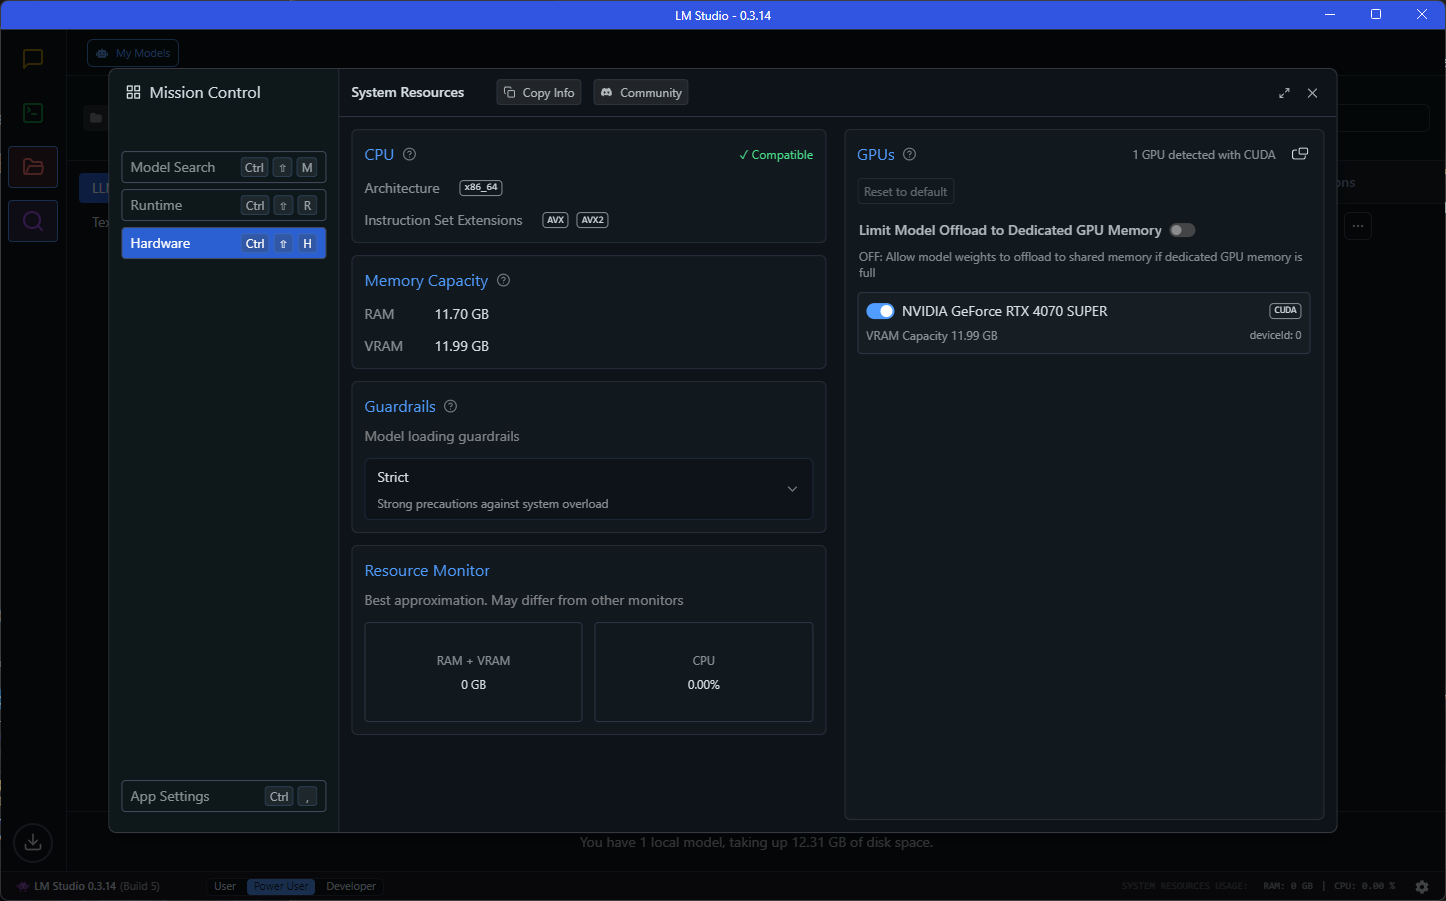 LM Studio - 0.3.14
My Models
Mission Control
Model Search Ctrl ⇧ M
Runtime Ctrl ⇧ R
Hardware Ctrl ⇧ H
App Settings Ctrl ,
System Resources
Copy Info
Community
CPU
✓ Compatible
Architecture x86_64
Instruction Set Extensions AVX AVX2
Memory Capacity
RAM 11.70 GB
VRAM 11.99 GB
Guardrails
Model loading guardrails
Strict
Strong precautions against system overload
Resource Monitor
Best approximation. May differ from other monitors
RAM + VRAM
0 GB
CPU
0.00%
GPUs
1 GPU detected with CUDA
Reset to default
Limit Model Offload to Dedicated GPU Memory
OFF: Allow model weights to offload to shared memory if dedicated GPU memory is
full
NVIDIA GeForce RTX 4070 SUPER CUDA
VRAM Capacity 11.99 GB deviceId: 0
You have 1 local model, taking up 12.31 GB of disk space.
LM Studio 0.3.14 (Build 5)
User Power User Developer
SYSTEM RESOURCES USAGE: RAM: 0 GB | CPU: 0.00 %